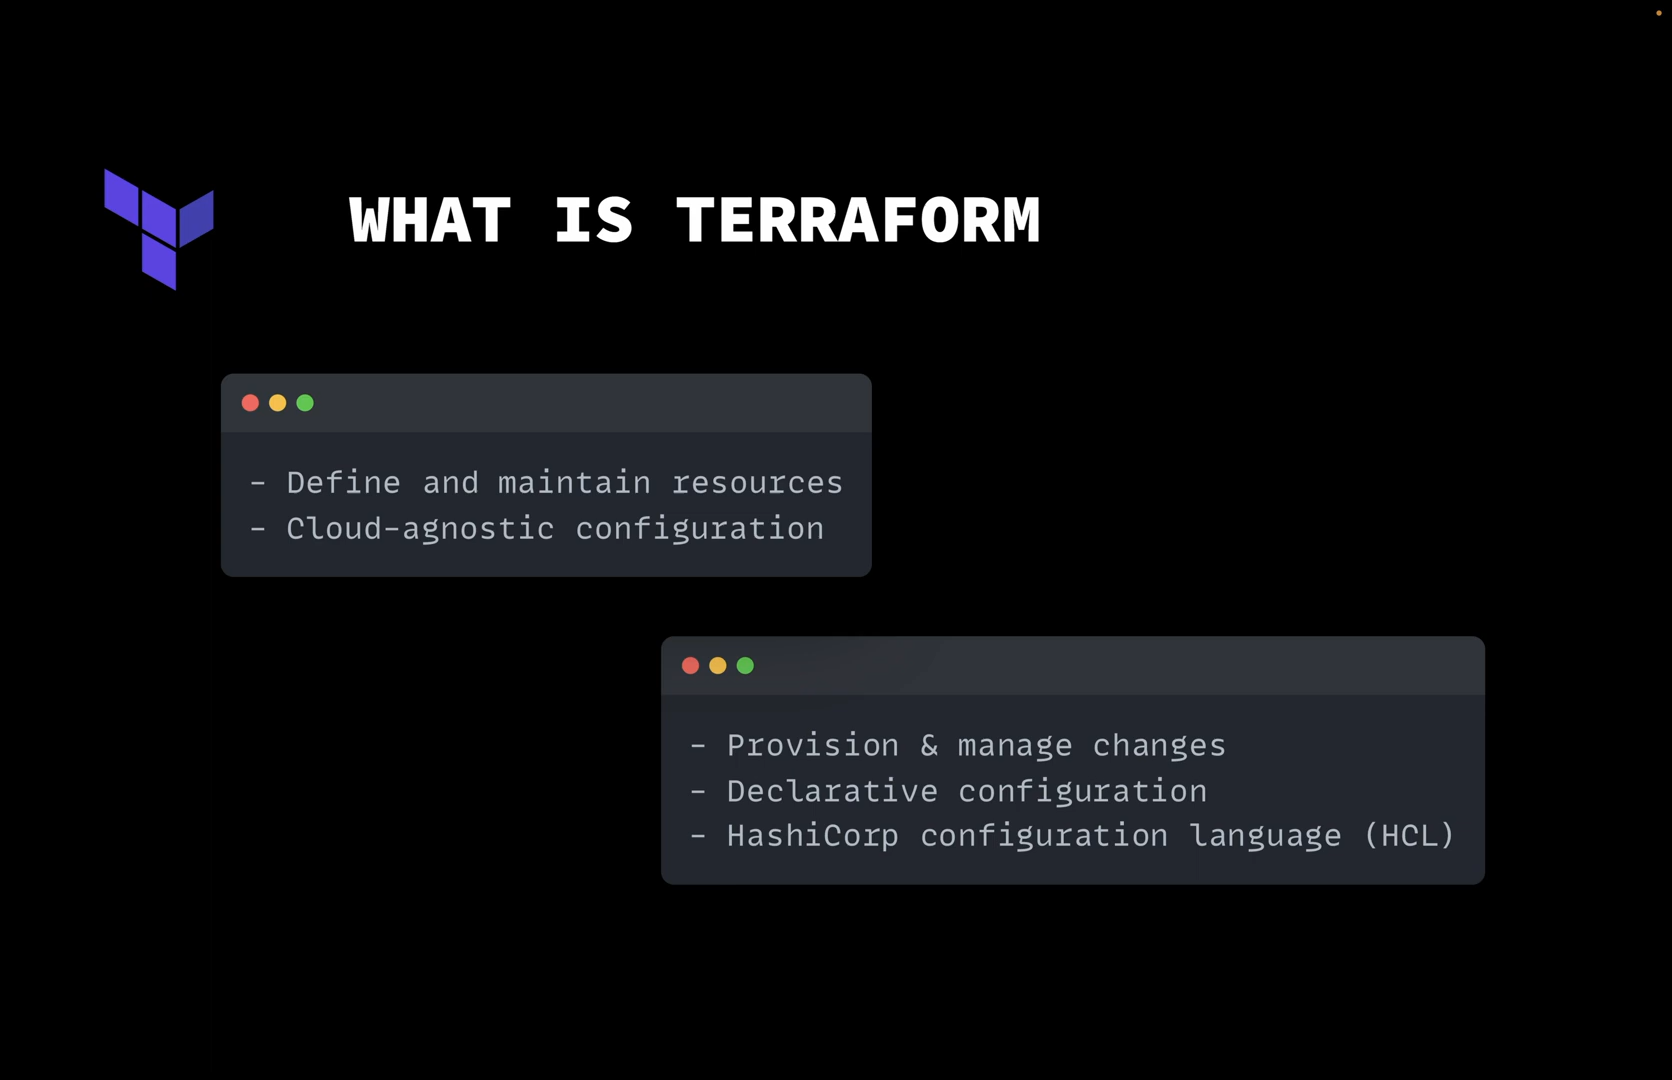 WHAT IS TERRAFORM
- Define and maintain resources
- Cloud-agnostic configuration
- Provision & manage changes
- Declarative configuration
- HashiCorp configuration language (HCL)